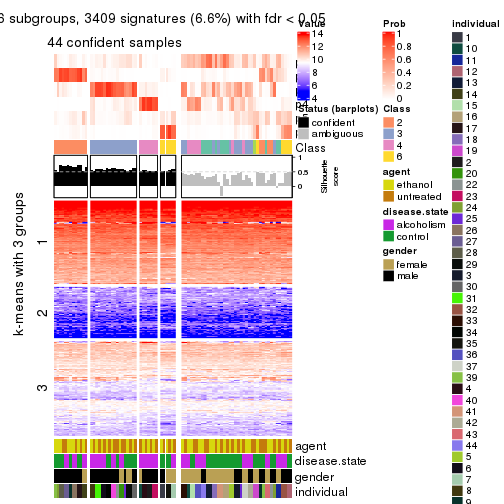 6 subgroups, 3409 signatures (6.6%) with fdr < 0.05
44 confident samples
Class
1
0.5
0
Silhouette
score
k-means with 3 groups
1
2
3
agent
disease.state
gender
individual
Value
14
12
10
8
6
4
Status (barplots)
confident
ambiguous
Prob
1
0.8
0.6
0.4
0.2
0
Class
2
3
4
6
agent
ethanol
untreated
disease.state
alcoholism
control
gender
female
male
individual
1
10
11
12
13
14
15
16
17
18
19
2
20
22
23
24
25
26
27
28
29
3
30
31
32
33
34
35
36
37
39
4
40
41
42
43
44
5
6
7
8
9